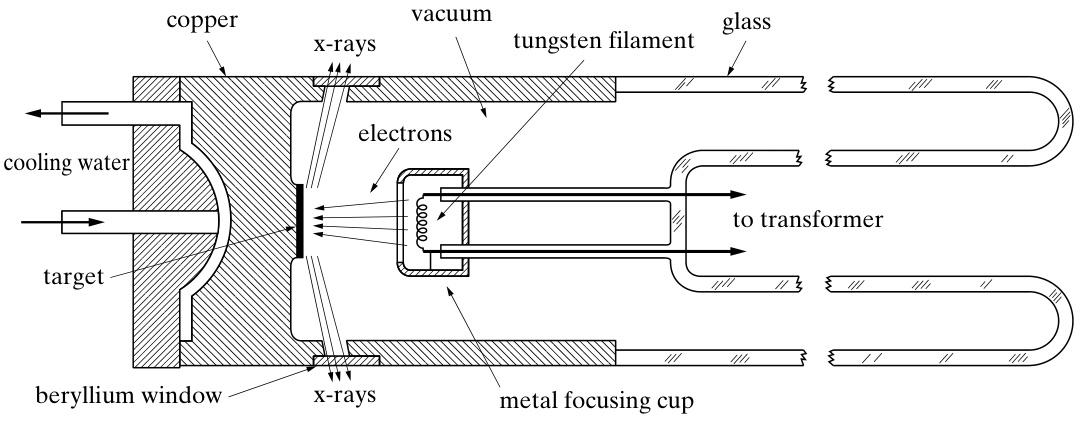 vacuum
copper
glass
x-rays
tungsten filament
electrons
cooling water
to transformer
target
beryllium window
x-rays
metal focusing cup